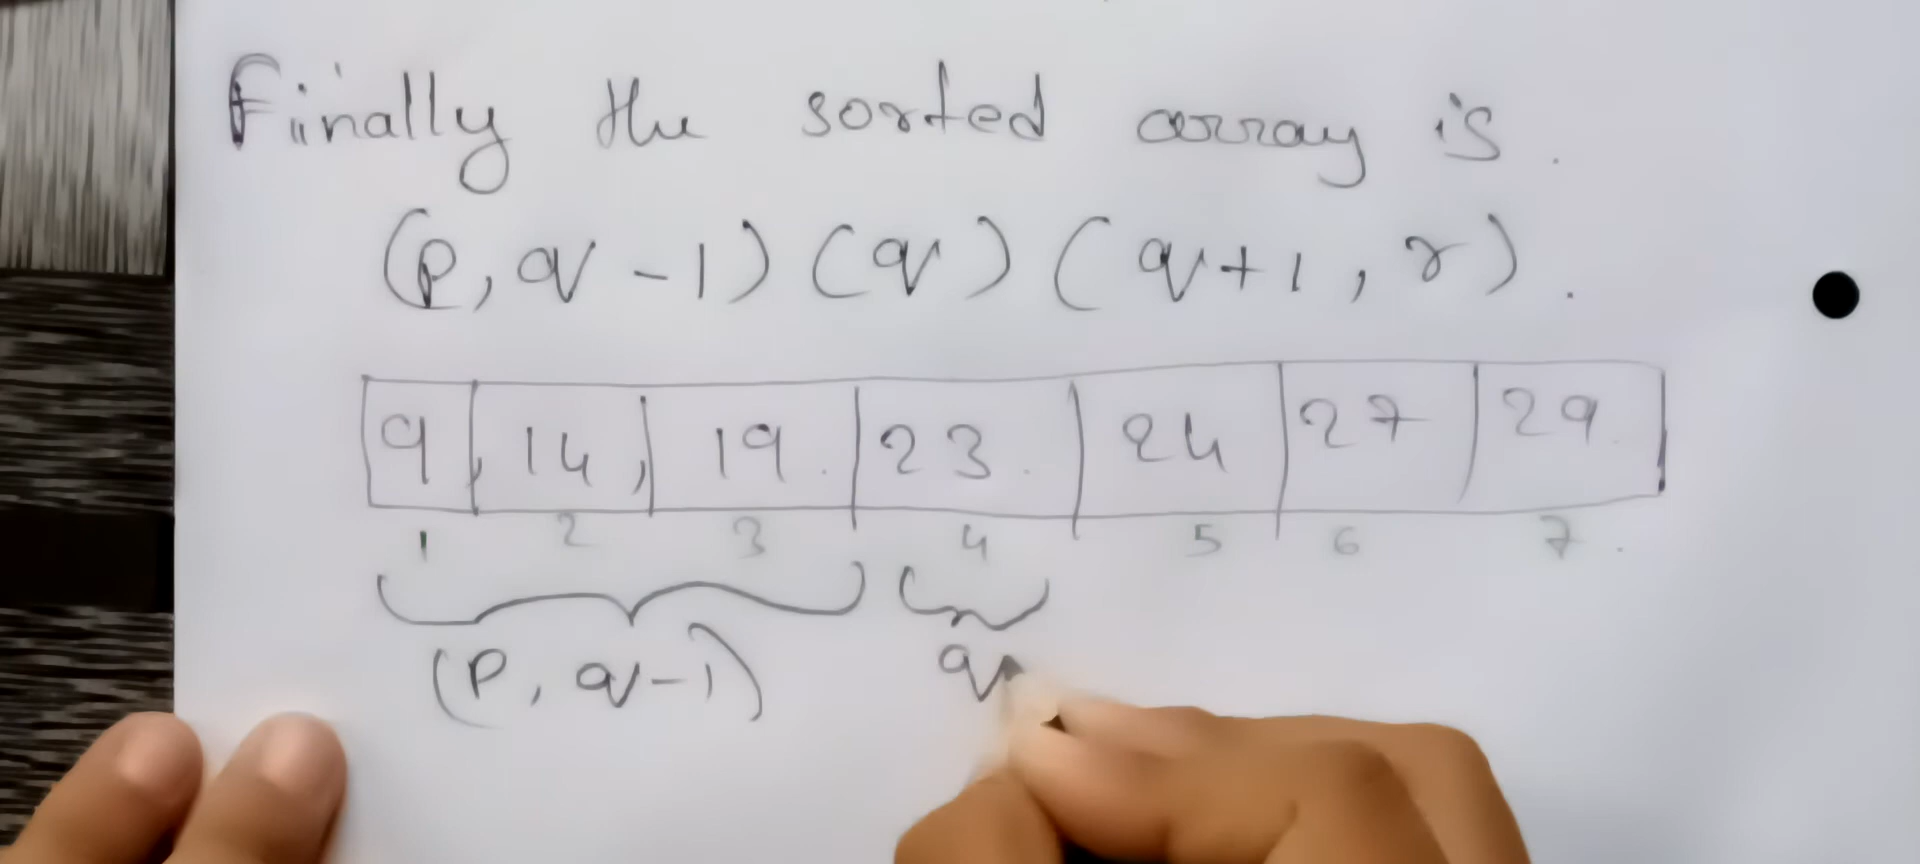 Finally the sorted array is.
(p, q-1) (q) (q+1, r).
9, 14, 19. 23. 24 27 29.
1 2 3 4 5 6 7.
(P, q-1) q